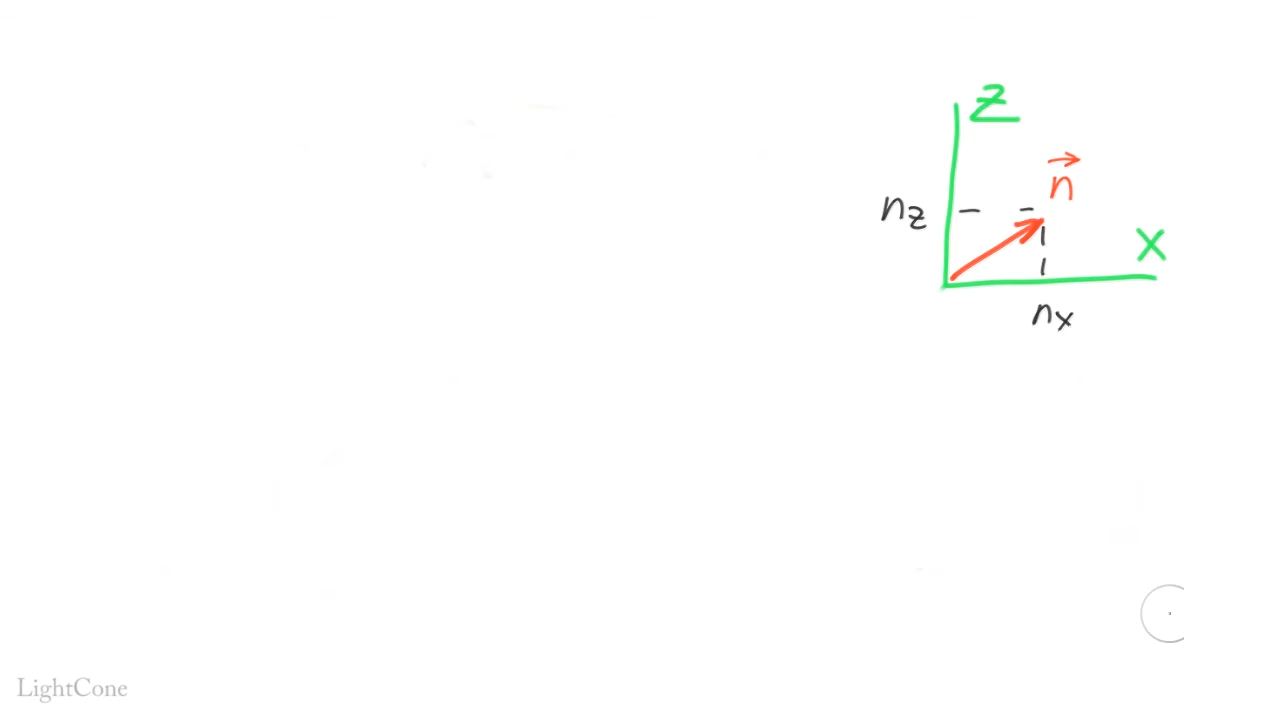 z
n⃗
n_z
x
n_x
LightCone